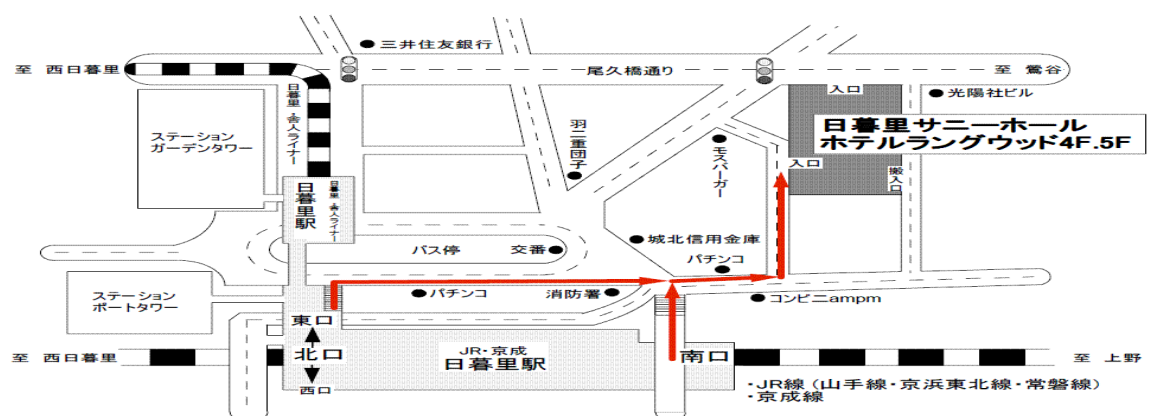 三井住友銀行
至 西日暮里
尾久橋通り
至 鶯谷
入口
光陽社ビル
日暮里・舎人ライナー
ステーション
ガーデンタワー
羽二重団子
モスバーガー
日暮里サニーホール
ホテルラングウッド4F.5F
入口
搬入口
日暮里駅
日暮里・舎人ライナー
城北信用金庫
バス停
交番
パチンコ
ステーション
ポートタワー
パチンコ
消防署
コンビニampm
東口
北口
西口
至 西日暮里
JR・京成
日暮里駅
南口
至 上野
・JR線(山手線・京浜東北線・常磐線)
・京成線